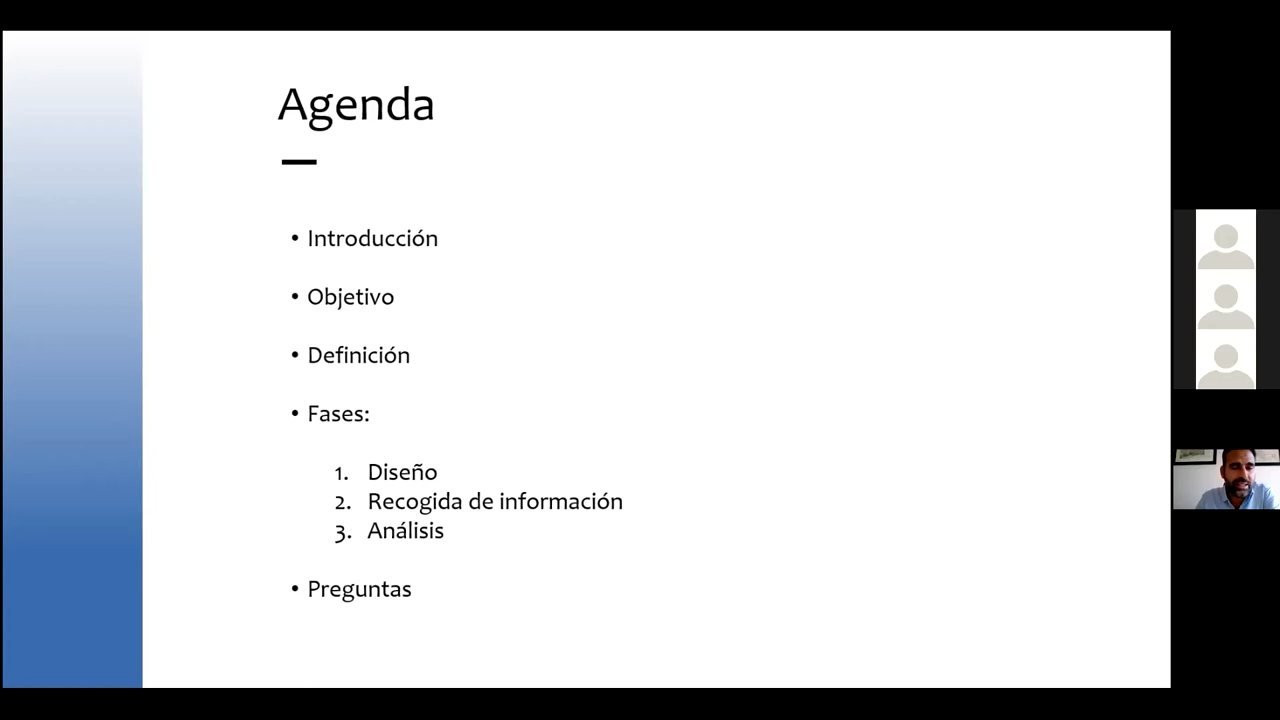 Agenda
• Introducción
• Objetivo
• Definición
• Fases:
1. Diseño
2. Recogida de información
3. Análisis
• Preguntas